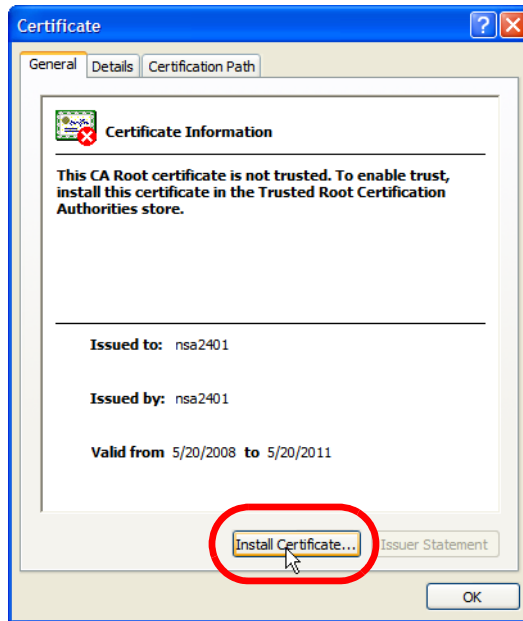 Certificate
General Details Certification Path
Certificate Information
This CA Root certificate is not trusted. To enable trust,
install this certificate in the Trusted Root Certification
Authorities store.
Issued to: nsa2401
Issued by: nsa2401
Valid from 5/20/2008 to 5/20/2011
Install Certificate... Issuer Statement
OK